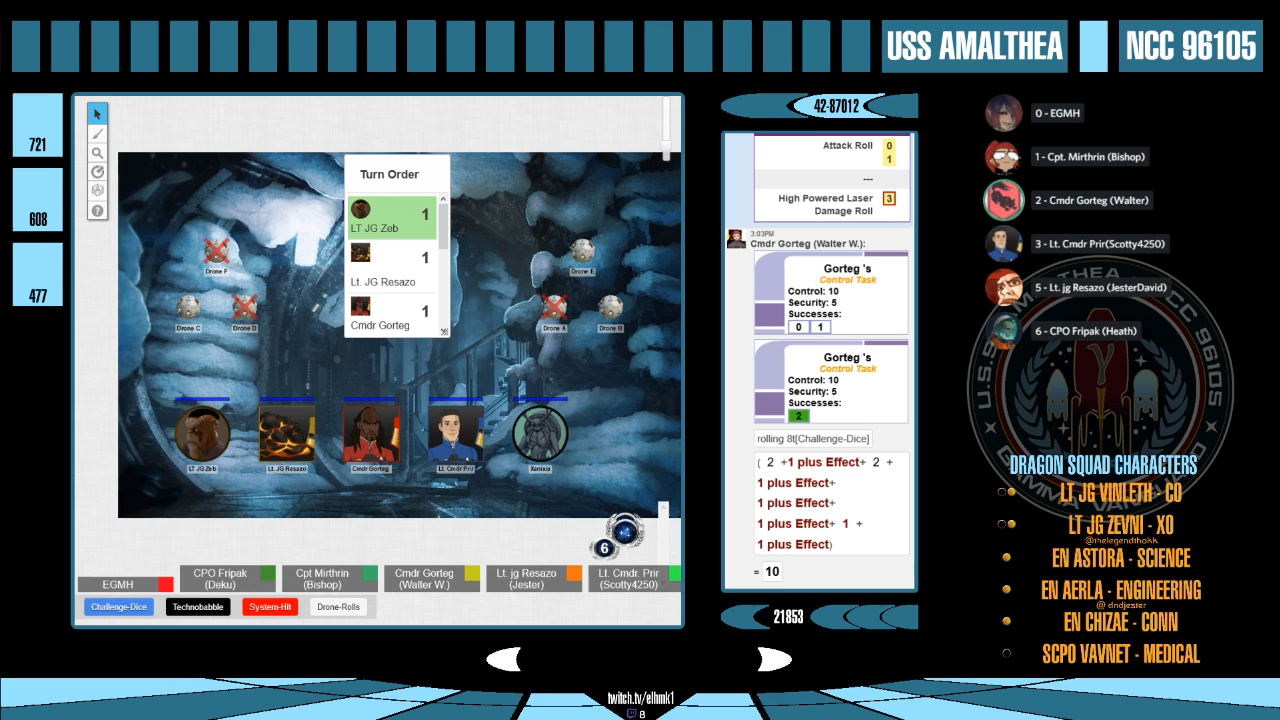 USS AMALTHEA
NCC 96105
721
608
477
Turn Order
LT JG Zeb
1
Lt. JG Resazo
1
Cmdr Gorteg
1
Drone F
Drone C
Drone D
Drone E
Drone A
Drone B
LT JG Zeb
Lt. JG Resazo
Cmdr Gorteg
Lt Cmdr Prir
Xanixia
6
EGMH
CPO Fripak
(Deku)
Cpt Mirthrin
(Bishop)
Cmdr Gorteg
(Walter W.)
Lt. jg Resazo
(Jester)
Lt. Cmdr. Prir
(Scotty4250)
Challenge-Dice
Technobabble
System-Hit
Drone-Rolls
42-87012
Attack Roll
0
1
---
High Powered Laser
Damage Roll
3
3:03PM
Cmdr Gorteg (Walter W.):
Gorteg 's
Control Task
Control: 10
Security: 5
Successes:
0 1
Gorteg 's
Control Task
Control: 10
Security: 5
Successes:
2
rolling 8t[Challenge-Dice]
( 2 +1 plus Effect+ 2 +
1 plus Effect+
1 plus Effect+
1 plus Effect+ 1 +
1 plus Effect)
= 10
21853
0 - EGMH
1 - Cpt. Mirthrin (Bishop)
2 - Cmdr Gorteg (Walter)
3 - Lt. Cmdr Prir(Scotty4250)
5 - Lt. jg Resazo (JesterDavid)
6 - CPO Fripak (Heath)
DRAGON SQUAD CHARACTERS
LT JG VINLETH - CO
LT JG ZEVNI - XO
@thelegendthokk
EN ASTORA - SCIENCE
EN AERLA - ENGINEERING
@dndjester
EN CHIZAE - CONN
SCPO VAVNET - MEDICAL
twitch.tv/elhmk1
8